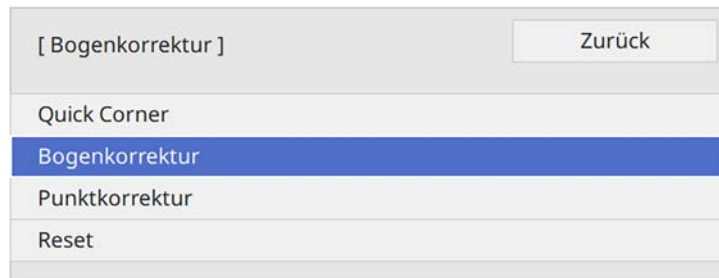 [ Bogenkorrektur ]
Zurück
Quick Corner
Bogenkorrektur
Punktkorrektur
Reset